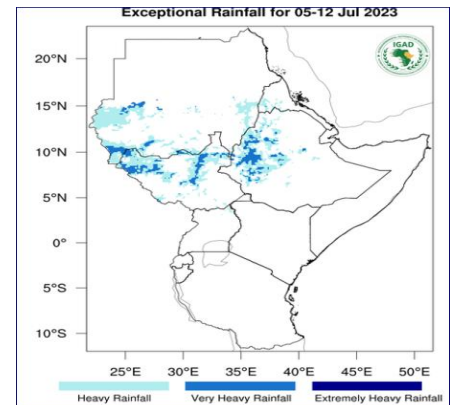 Exceptional Rainfall for 05-12 Jul 2023
IGAD
20°N
15°N
10°N
5°N
0°
5°S
10°S
25°E 30°E 35°E 40°E 45°E 50°E
Heavy Rainfall Very Heavy Rainfall Extremely Heavy Rainfall